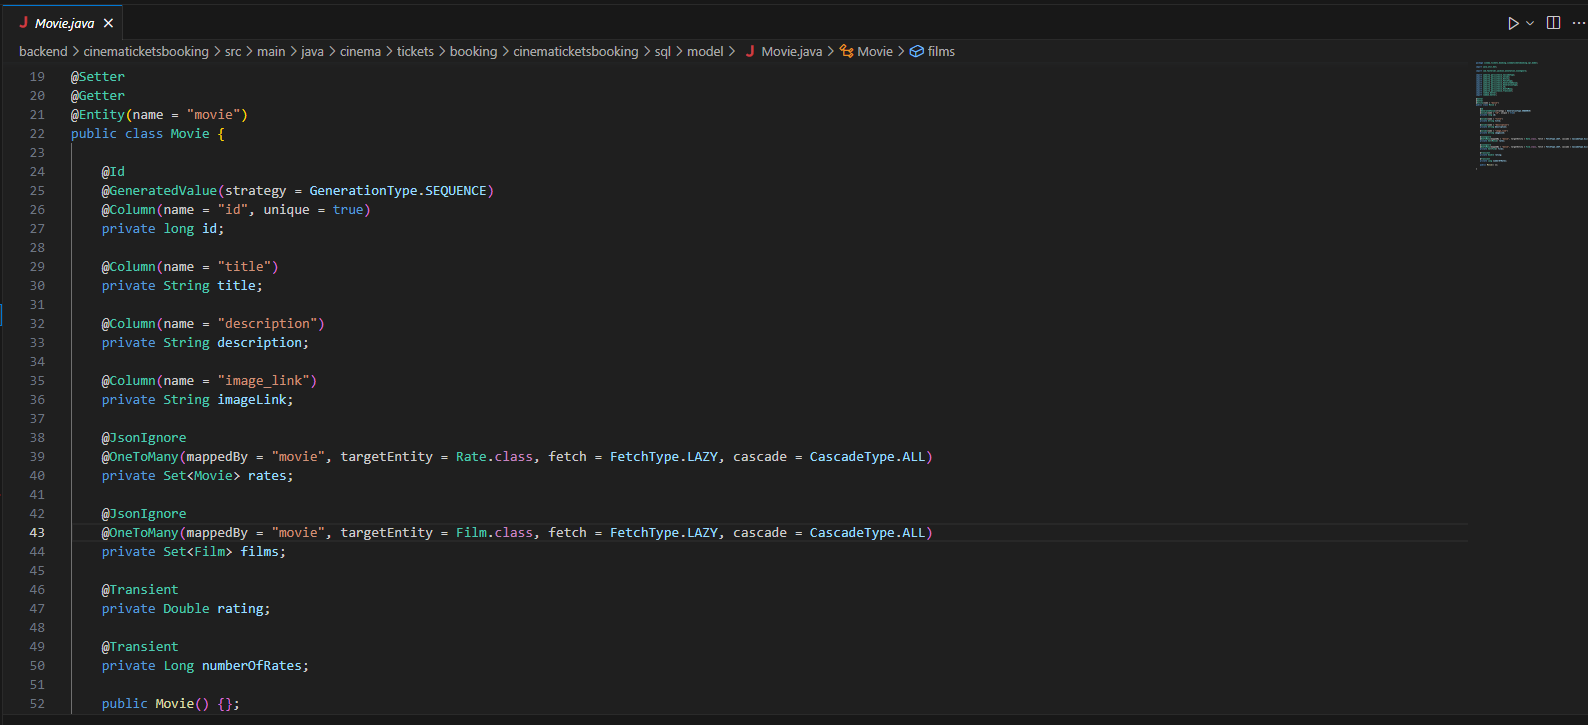 J Movie.java ×
backend > cinematicketsbooking > src > main > java > cinema > tickets > booking > cinematicketsbooking > sql > model > J Movie.java > Movie > films
19 @Setter
20 @Getter
21 @Entity(name = "movie")
22 public class Movie {
23
24 @Id
25 @GeneratedValue(strategy = GenerationType.SEQUENCE)
26 @Column(name = "id", unique = true)
27 private long id;
28
29 @Column(name = "title")
30 private String title;
31
32 @Column(name = "description")
33 private String description;
34
35 @Column(name = "image_link")
36 private String imageLink;
37
38 @JsonIgnore
39 @OneToMany(mappedBy = "movie", targetEntity = Rate.class, fetch = FetchType.LAZY, cascade = CascadeType.ALL)
40 private Set<Movie> rates;
41
42 @JsonIgnore
43 @OneToMany(mappedBy = "movie", targetEntity = Film.class, fetch = FetchType.LAZY, cascade = CascadeType.ALL)
44 private Set<Film> films;
45
46 @Transient
47 private Double rating;
48
49 @Transient
50 private Long numberOfRates;
51
52 public Movie() {};